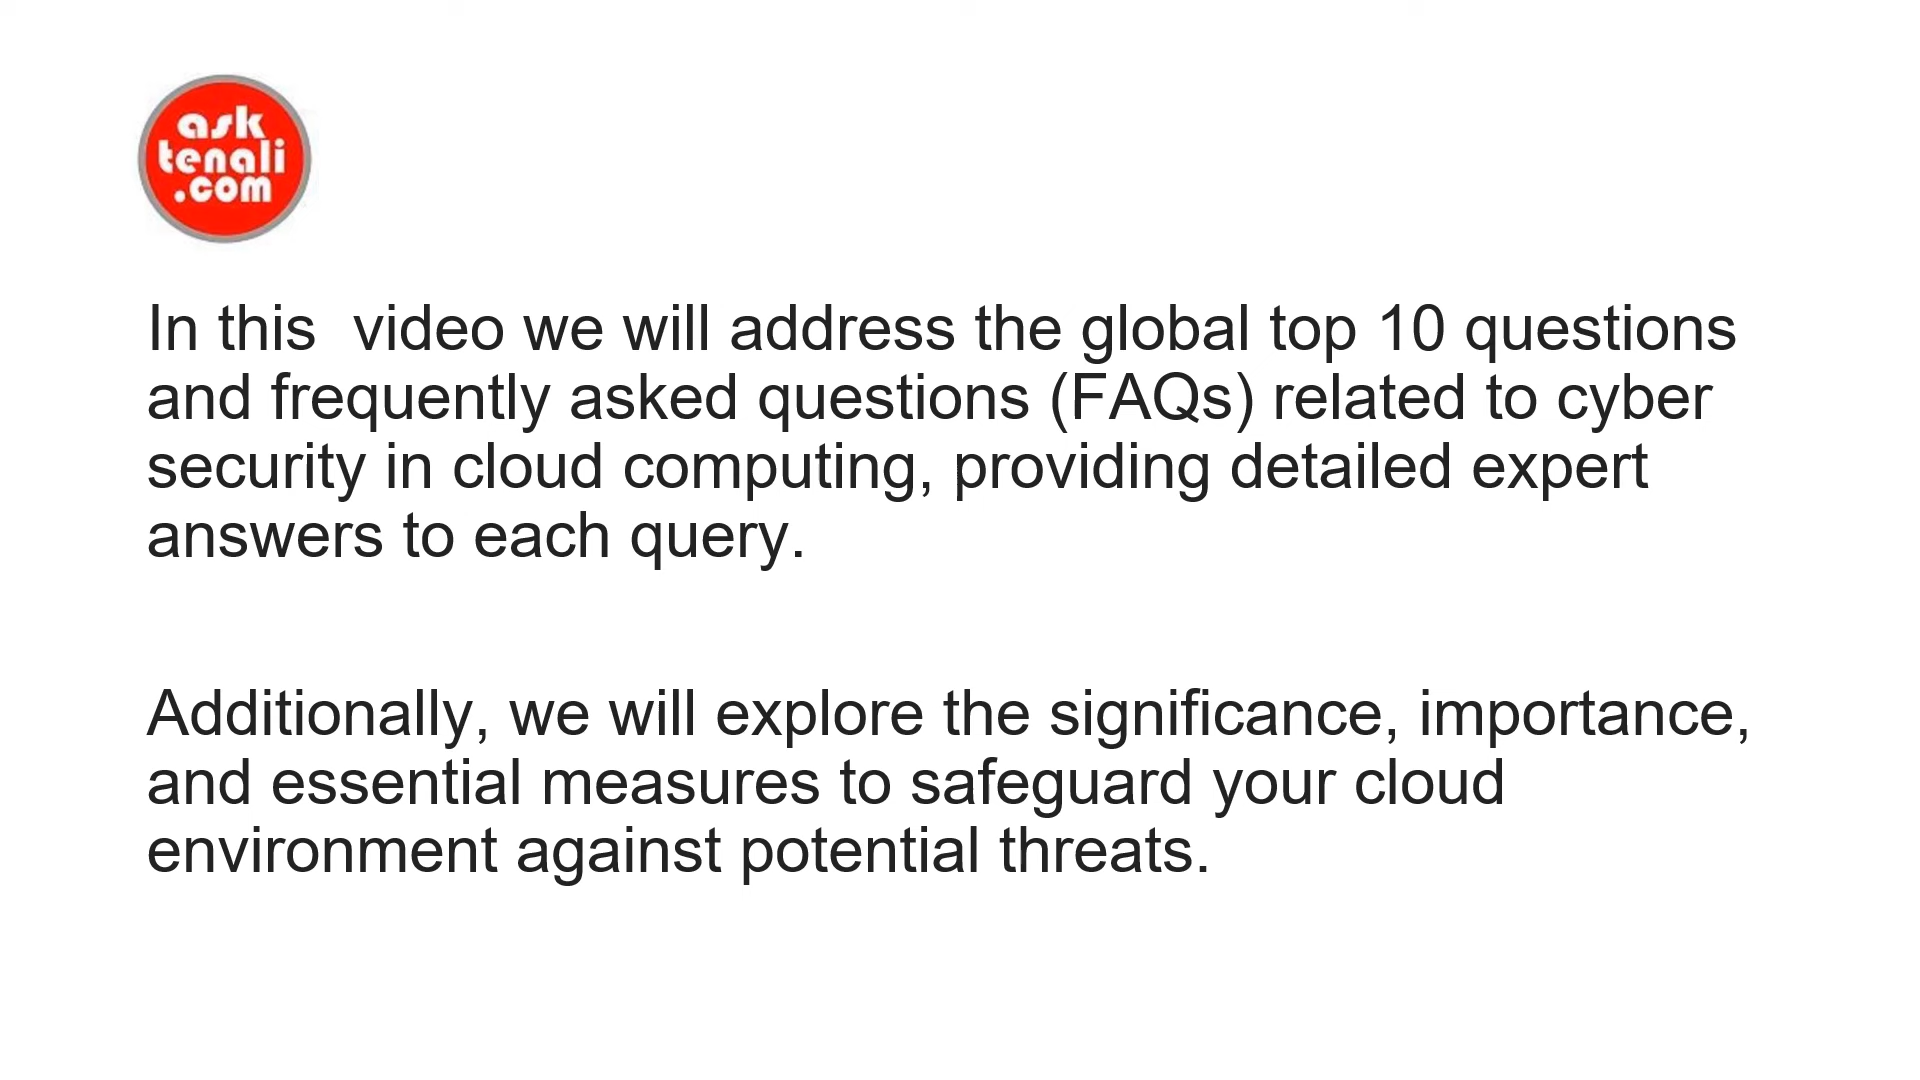 ask
tenali
.com
In this  video we will address the global top 10 questions
and frequently asked questions (FAQs) related to cyber
security in cloud computing, providing detailed expert
answers to each query.
Additionally, we will explore the significance, importance,
and essential measures to safeguard your cloud
environment against potential threats.